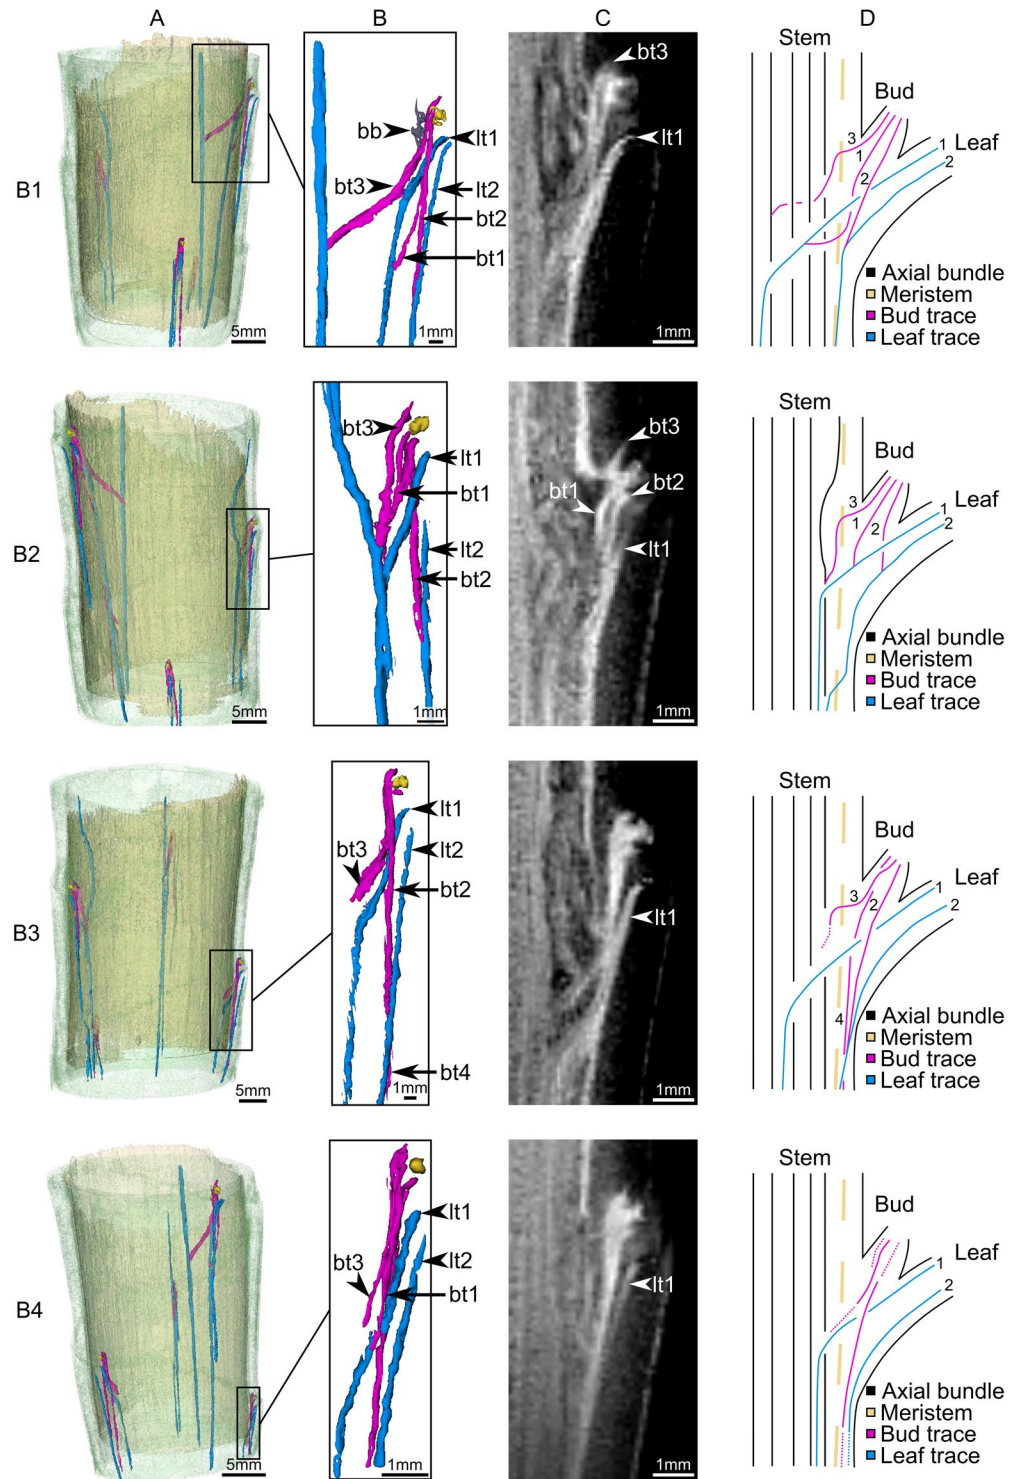 A B C D
B1
5mm
bb
bt3
lt1
lt2
bt2
bt1
1mm
bt3
lt1
1mm
Stem
Bud
Leaf
3
1
2
1
2
Axial bundle
Meristem
Bud trace
Leaf trace
B2
5mm
bt3
lt1
bt1
lt2
bt2
1mm
bt3
bt1
bt2
lt1
1mm
Stem
Bud
Leaf
3
1
2
1
2
Axial bundle
Meristem
Bud trace
Leaf trace
B3
5mm
lt1
bt3
lt2
bt2
bt4
1mm
lt1
1mm
Stem
Bud
Leaf
3
2
1
2
4
Axial bundle
Meristem
Bud trace
Leaf trace
B4
5mm
lt1
bt3
lt2
bt1
1mm
lt1
1mm
Stem
Bud
Leaf
1
2
Axial bundle
Meristem
Bud trace
Leaf trace